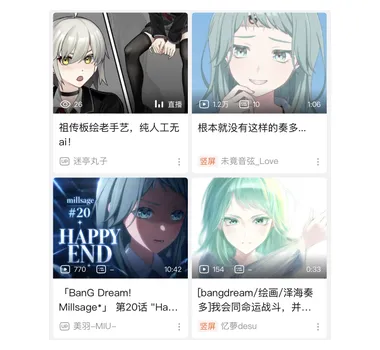 26
直播
1.2万
10
1:06
祖传板绘老手艺，纯人工无
ai！
根本就没有这样的奏多...
UP 迷亭丸子
竖屏 未竟音弦_Love
millsage
#20
HAPPY
END
770
-
10:42
154
-
0:33
「BanG Dream!
Millsage*」 第20话 "Ha...
[bangdream/绘画/泽海奏
多]我会同命运战斗，并...
UP 美羽-MIU-
竖屏 忆夢desu